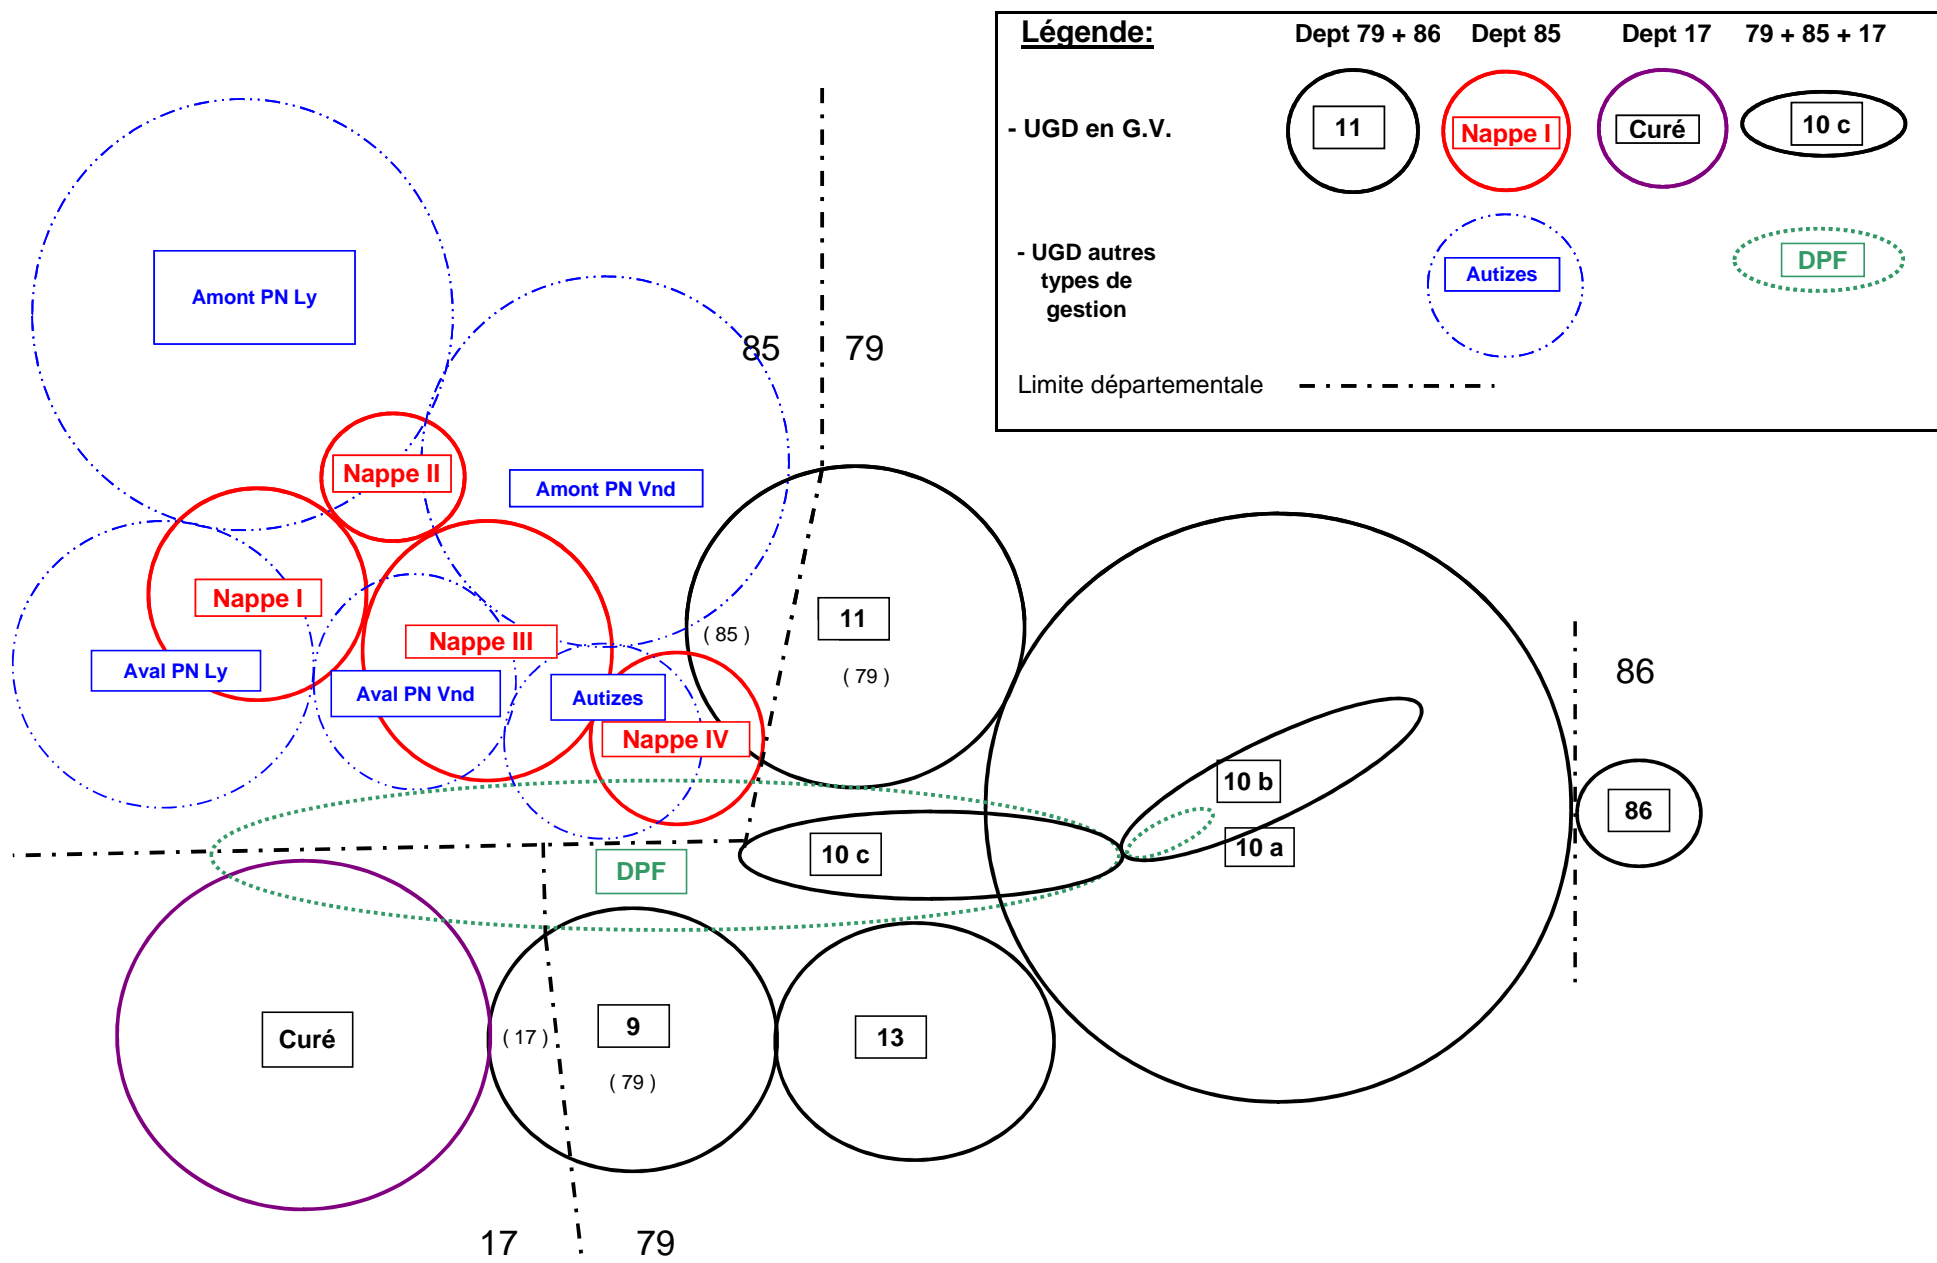 Légende:
Dept 79 + 86 Dept 85 Dept 17 79 + 85 + 17
- UGD en G.V.
11 Nappe I Curé 10 c
- UGD autres
types de
gestion
Autizes DPF
Limite départementale
Amont PN Ly
85 79
Nappe II
Amont PN Vnd
Nappe I
Nappe III
( 85 )
11
( 79 )
Aval PN Ly
Aval PN Vnd
Autizes
Nappe IV
86
10 b
86
10 a
10 c
DPF
Curé
( 17 )
9
( 79 )
13
17 79